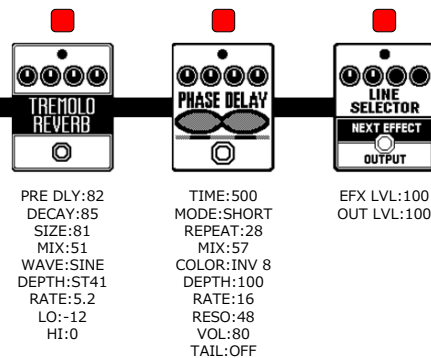 TREMOLO
REVERB
PRE DLY:82
DECAY:85
SIZE:81
MIX:51
WAVE:SINE
DEPTH:ST41
RATE:5.2
LO:-12
HI:0
PHASE DELAY
TIME:500
MODE:SHORT
REPEAT:28
MIX:57
COLOR:INV 8
DEPTH:100
RATE:16
RESO:48
VOL:80
TAIL:OFF
LINE
SELECTOR
NEXT EFFECT
OUTPUT
EFX LVL:100
OUT LVL:100